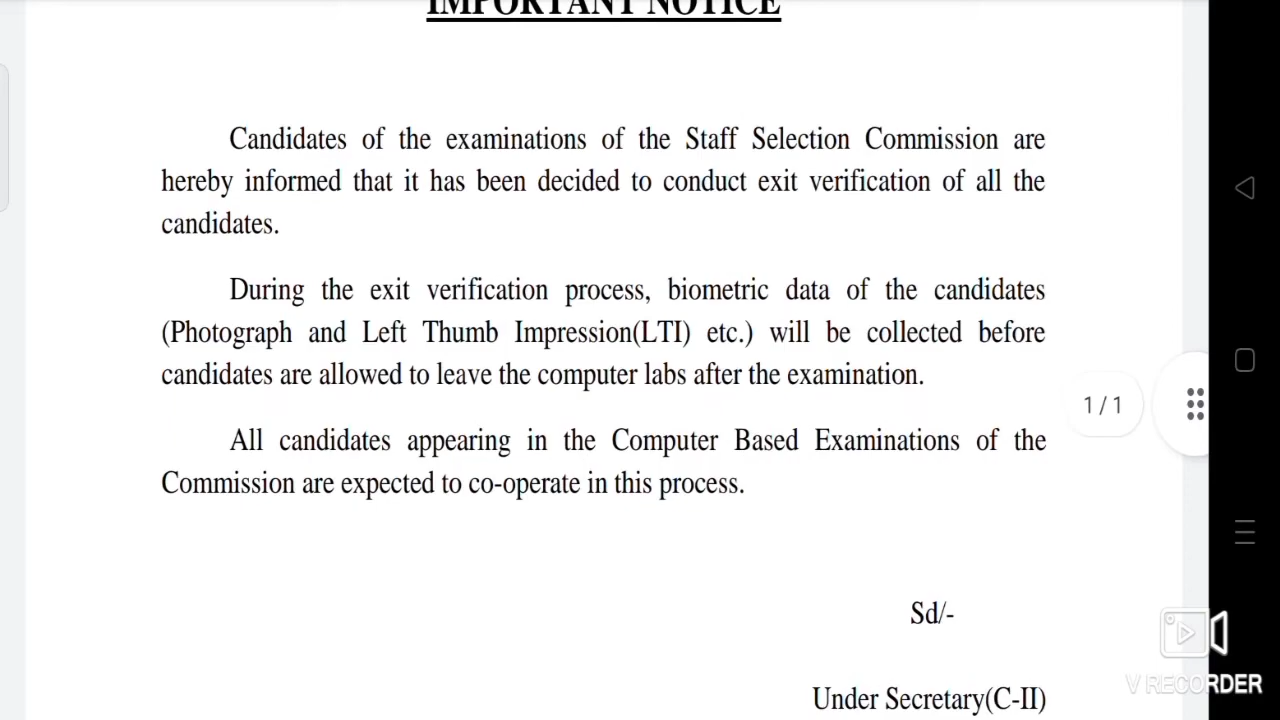 IMPORTANT NOTICE
Candidates of the examinations of the Staff Selection Commission are
hereby informed that it has been decided to conduct exit verification of all the
candidates.
During the exit verification process, biometric data of the candidates
(Photograph and Left Thumb Impression(LTI) etc.) will be collected before
candidates are allowed to leave the computer labs after the examination.
1 / 1
All candidates appearing in the Computer Based Examinations of the
Commission are expected to co-operate in this process.
Sd/-
Under Secretary(C-II)
V RECORDER